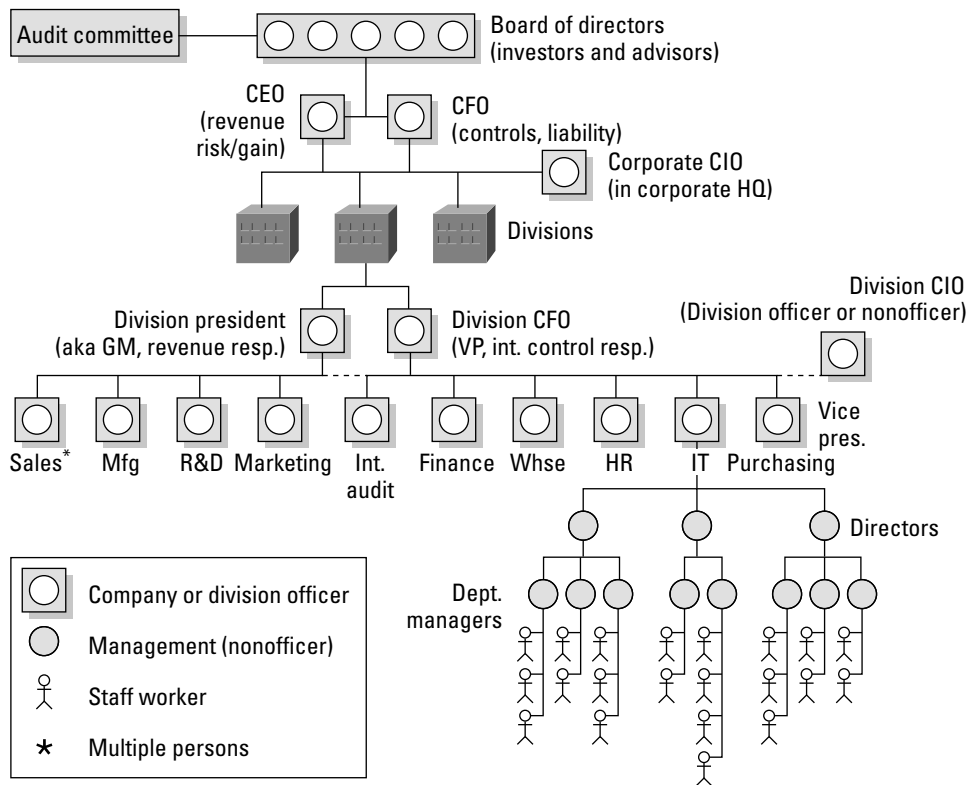 Audit committee
Board of directors
(investors and advisors)
CEO
(revenue
risk/gain)
CFO
(controls, liability)
Corporate CIO
(in corporate HQ)
Divisions
Division CIO
(Division officer or nonofficer)
Division president
(aka GM, revenue resp.)
Division CFO
(VP, int. control resp.)
Vice
pres.
Sales*
Mfg
R&D
Marketing
Int.
audit
Finance
Whse
HR
IT
Purchasing
Directors
Dept.
managers
Company or division officer
Management (nonofficer)
Staff worker
* Multiple persons